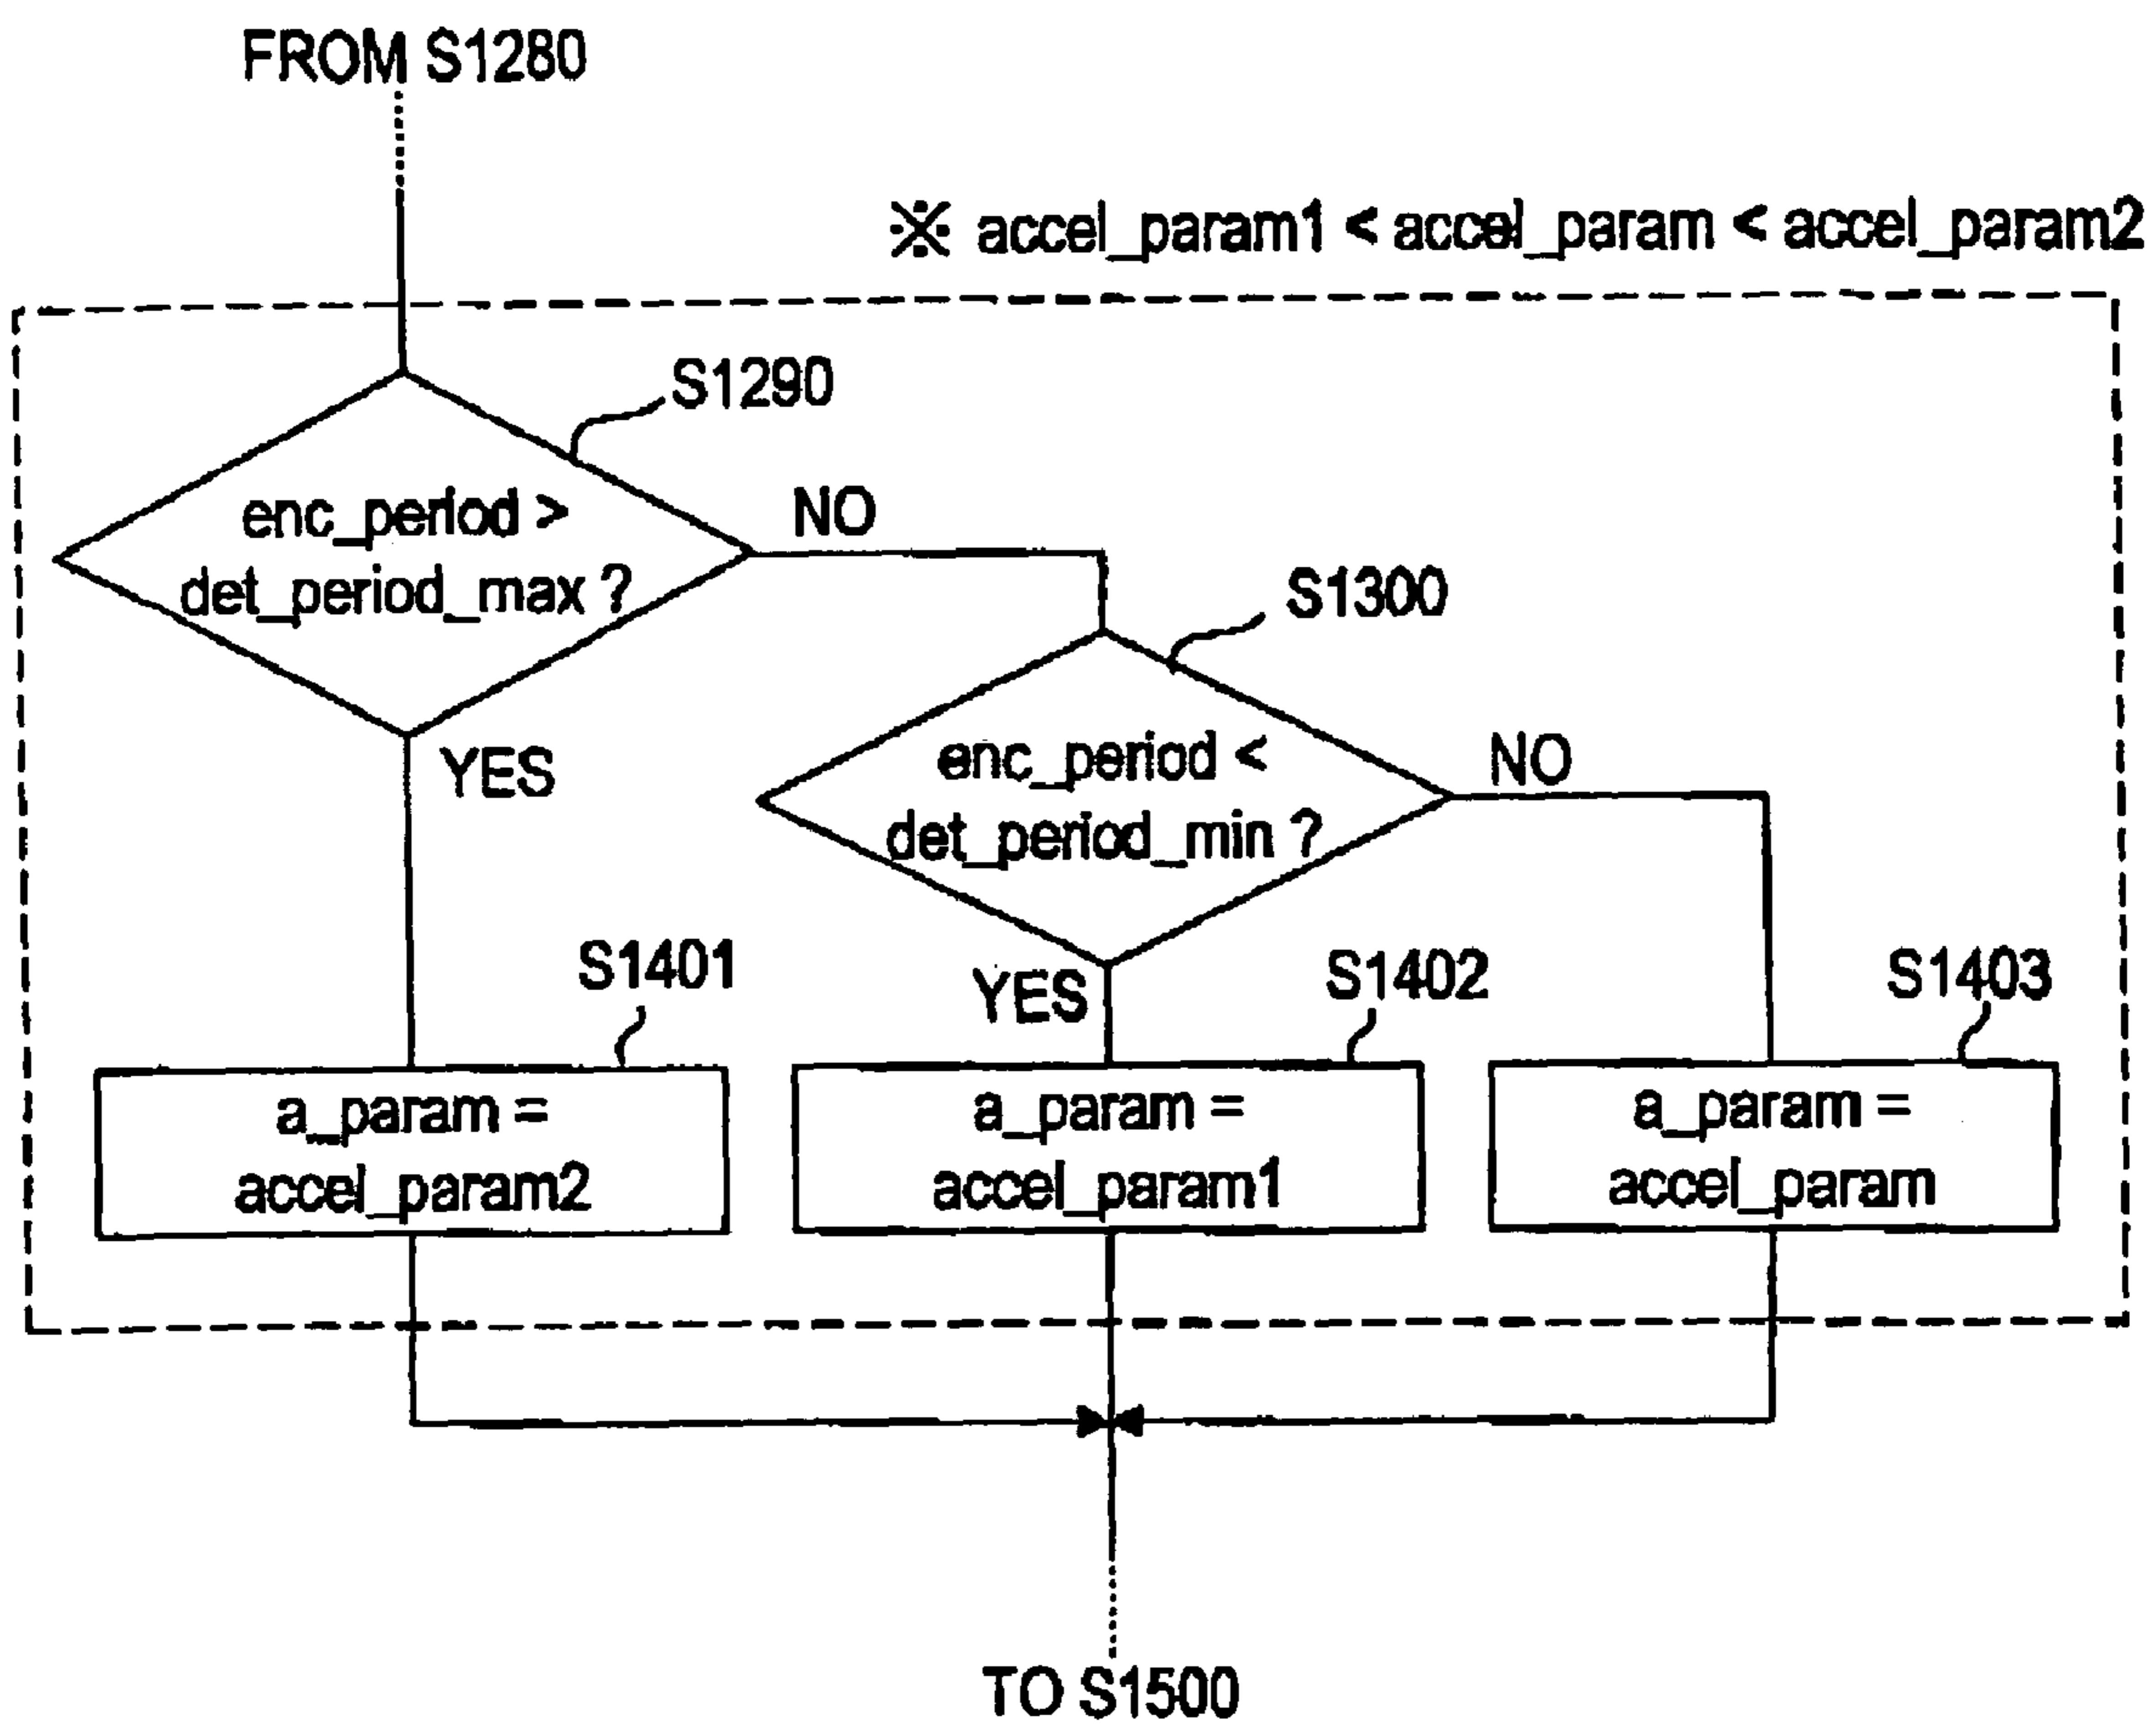 FROM S1280
※ accel_param1 < accel_param < accel_param2
S1290
enc_period >
det_period_max ?
NO
YES
S1300
enc_period <
det_period_min ?
NO
YES
S1401
a_param =
accel_param2
S1402
a_param =
accel_param1
S1403
a_param =
accel_param
TO S1500